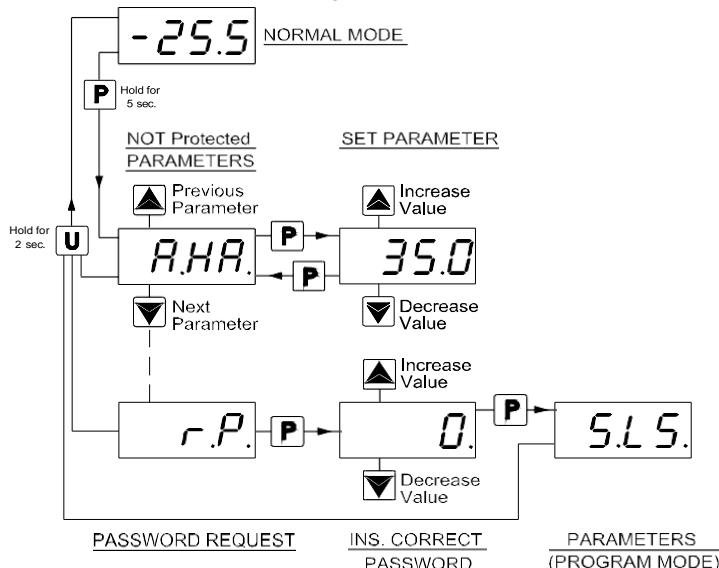 -25.5
NORMAL MODE
P
Hold for
5 sec.
NOT Protected
PARAMETERS
SET PARAMETER
Previous
Parameter
Increase
Value
Hold for
2 sec.
U
A.HA.
P
P
35.0
Next
Parameter
Decrease
Value
Increase
Value
r.P.
P
0.
P
S.LS.
Decrease
Value
PASSWORD REQUEST
INS. CORRECT
PASSWORD
PARAMETERS
(PROGRAM MODE)